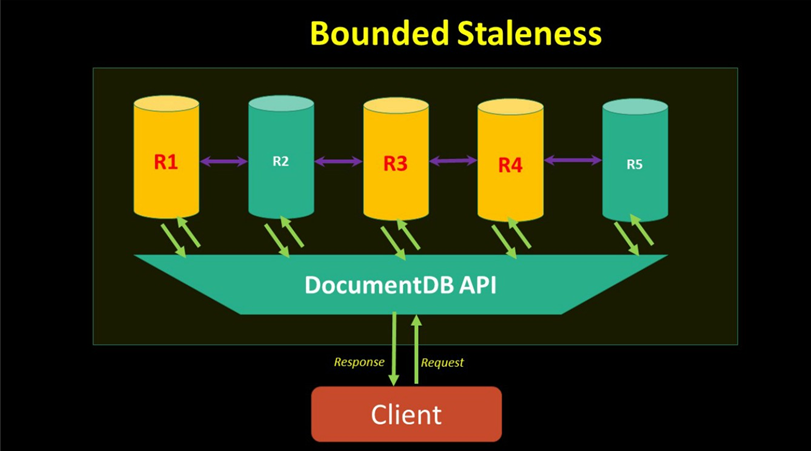 Bounded Staleness
R1
R2
R3
R4
R5
DocumentDB API
Response
Request
Client